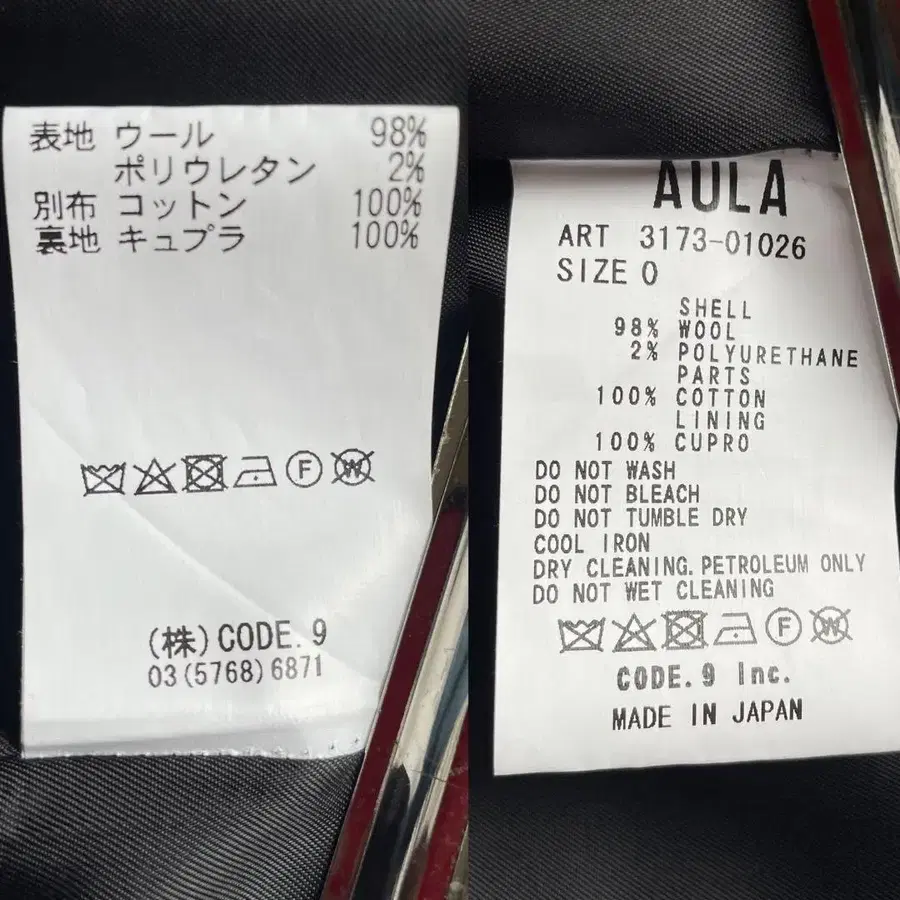 表地 ウール 98%
ポリウレタン 2%
別布 コットン 100%
裏地 キュプラ 100%
F W
(株)CODE.9
03(5768)6871
AULA
ART 3173-01026
SIZE 0
SHELL
98% WOOL
2% POLYURETHANE
PARTS
100% COTTON
LINING
100% CUPRO
DO NOT WASH
DO NOT BLEACH
DO NOT TUMBLE DRY
COOL IRON
DRY CLEANING.PETROLEUM ONLY
DO NOT WET CLEANING
F W
CODE.9 Inc.
MADE IN JAPAN